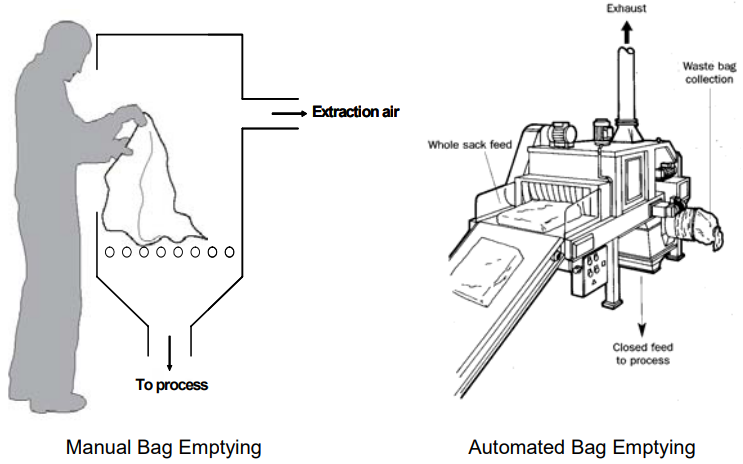 Extraction air
To process
Manual Bag Emptying
Exhaust
Waste bag
collection
Whole sack feed
Closed feed
to process
Automated Bag Emptying